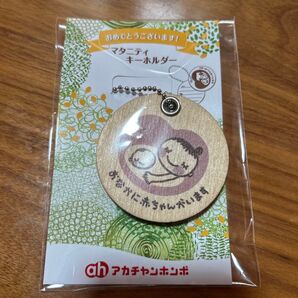 おめでとうございます!
マタニティ
キーホルダー
おなかに赤ちゃんがいます
ah アカチャンホンポ